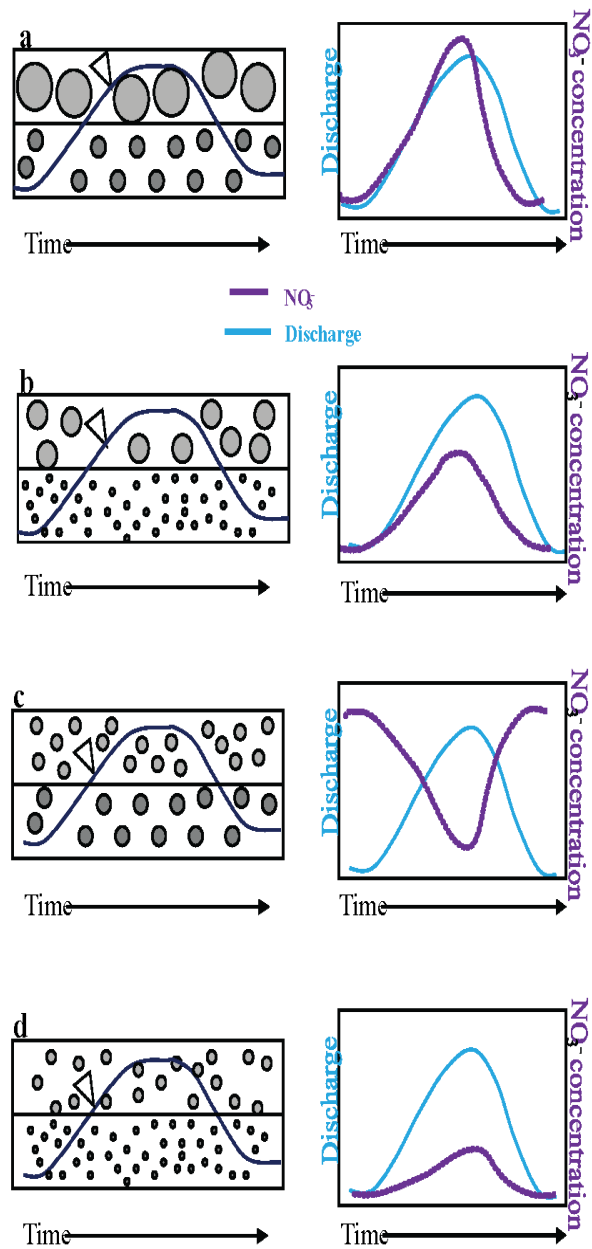 a
Discharge
NO3- concentration
Time
Time
NO3-
Discharge
b
Discharge
NO3- concentration
Time
Time
c
Discharge
NO3- concentration
Time
Time
d
Discharge
NO3- concentration
Time
Time